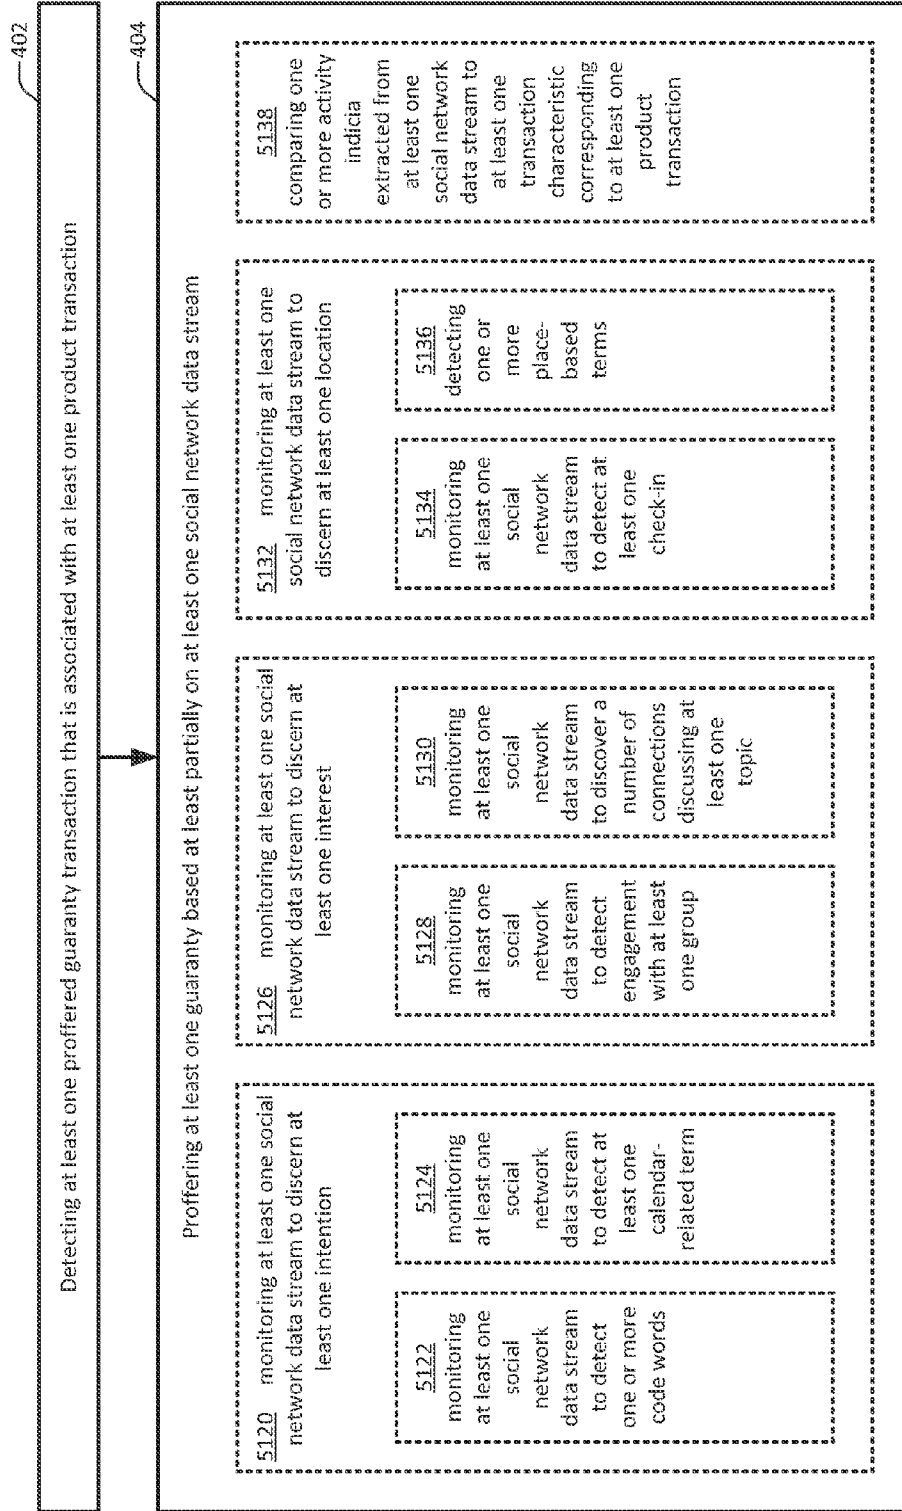 402
Detecting at least one proffered guaranty transaction that is associated with at least one product transaction
404
Proffering at least one guaranty based at least partially on at least one social network data stream
5120 monitoring at least one social
network data stream to discern at
least one intention
5122
monitoring
at least one
social
network
data stream
to detect
one or more
code words
5124
monitoring
at least one
social
network
data stream
to detect at
least one
calendar-
related term
5126 monitoring at least one social
network data stream to discern at
least one interest
5128
monitoring
at least one
social
network
data stream
to detect
engagement
with at least
one group
5130
monitoring
at least one
social
network
data stream
to discover a
number of
connections
discussing at
least one
topic
5132 monitoring at least one
social network data stream to
discern at least one location
5134
monitoring
at least one
social
network
data stream
to detect at
least one
check-in
5136
detecting
one or
more
place-
based
terms
5138
comparing one
or more activity
indicia
extracted from
at least one
social network
data stream to
at least one
transaction
characteristic
corresponding
to at least one
product
transaction